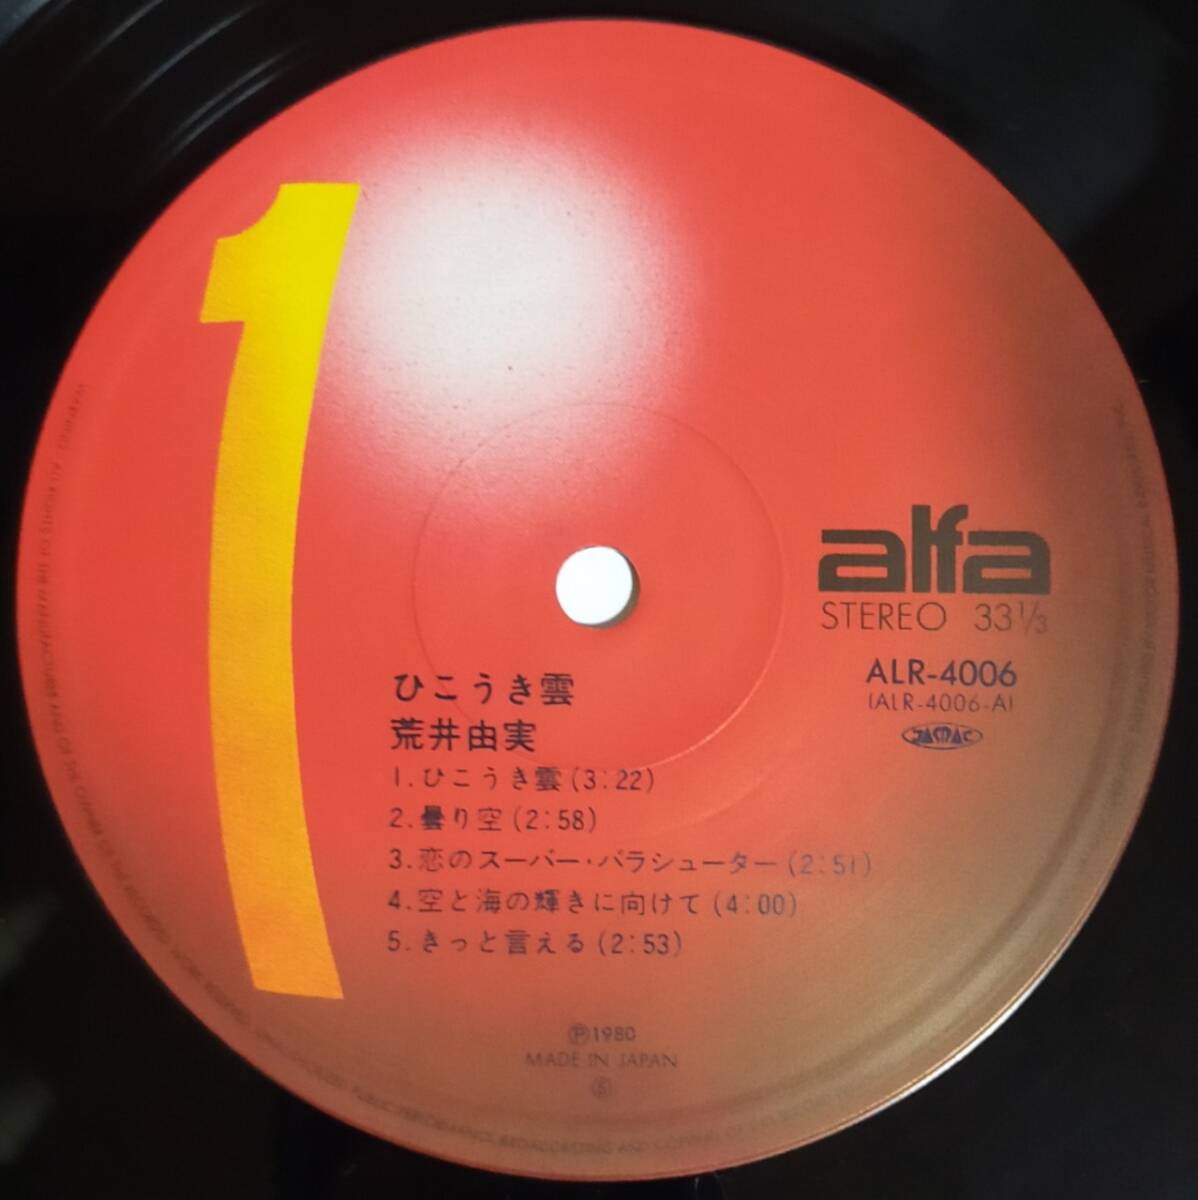 1
alfa
STEREO 33 1/3
ALR-4006
(ALR-4006-A)
JASRAC
ひこうき雲
荒井由実
1. ひこうき雲 (3:22)
2. 曇り空 (2:58)
3. 恋のスーパー・パラシューター (2:51)
4. 空と海の輝きに向けて (4:00)
5. きっと言える (2:53)
Ⓟ1980
MADE IN JAPAN